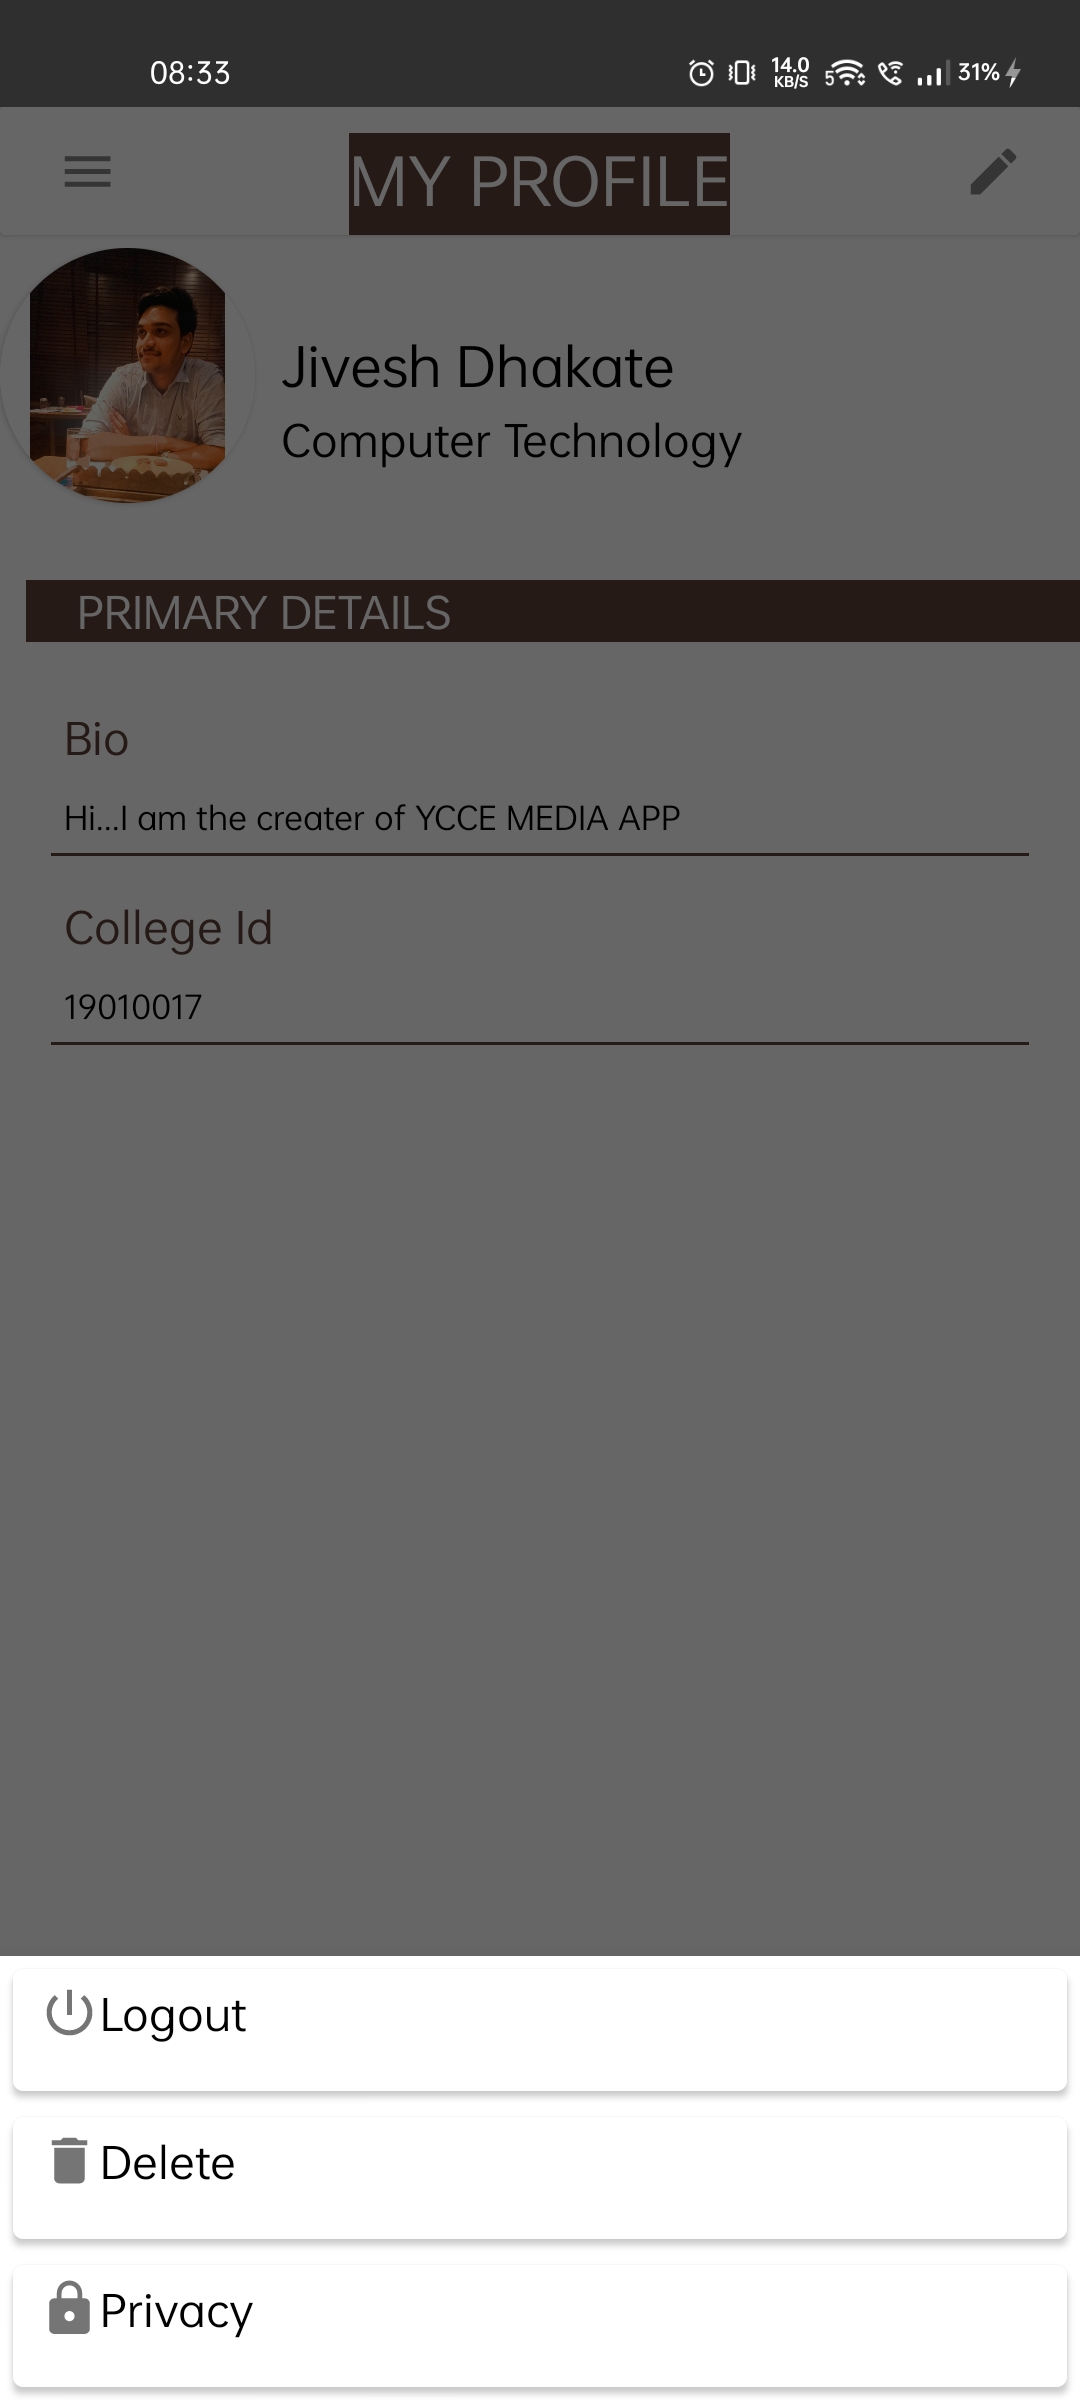 08:33 14.0 KB/S 5 31%
MY PROFILE
Jivesh Dhakate
Computer Technology
PRIMARY DETAILS
Bio
Hi...I am the creater of YCCE MEDIA APP
College Id
19010017
Logout
Delete
Privacy